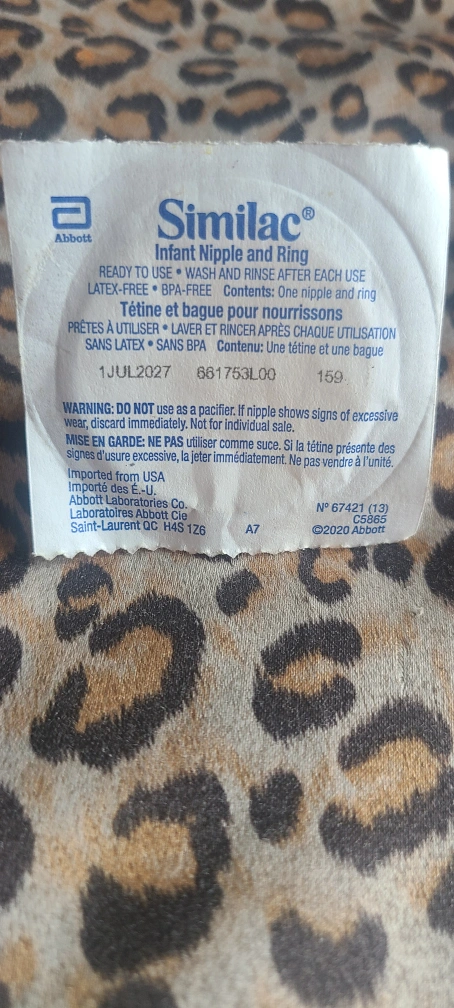 Abbott
Similac®
Infant Nipple and Ring
READY TO USE • WASH AND RINSE AFTER EACH USE
LATEX-FREE • BPA-FREE Contents: One nipple and ring
Tétine et bague pour nourrissons
PRÊTES À UTILISER • LAVER ET RINCER APRÈS CHAQUE UTILISATION
SANS LATEX • SANS BPA Contenu: Une tétine et une bague
1JUL2027 661753L00 159
WARNING: DO NOT use as a pacifier. If nipple shows signs of excessive
wear, discard immediately. Not for individual sale.
MISE EN GARDE: NE PAS utiliser comme suce. Si la tétine présente des
signes d'usure excessive, la jeter immédiatement. Ne pas vendre à l'unité.
Imported from USA
Importé des É.-U.
Abbott Laboratories Co.
Laboratoires Abbott Cie
Saint-Laurent QC H4S 1Z6 A7
Nº 67421 (13)
C5865
©2020 Abbott